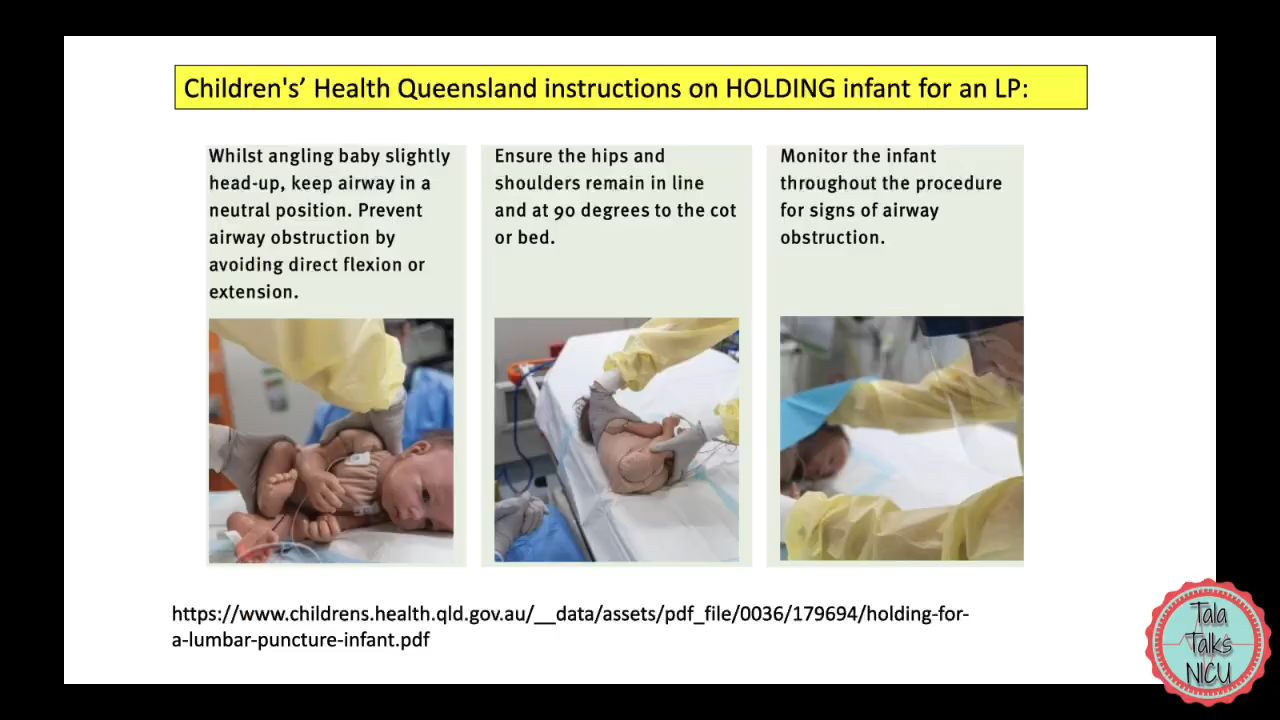 Children's’ Health Queensland instructions on HOLDING infant for an LP:
Whilst angling baby slightly
head-up, keep airway in a
neutral position. Prevent
airway obstruction by
avoiding direct flexion or
extension.
Ensure the hips and
shoulders remain in line
and at 90 degrees to the cot
or bed.
Monitor the infant
throughout the procedure
for signs of airway
obstruction.
https://www.childrens.health.qld.gov.au/__data/assets/pdf_file/0036/179694/holding-for-
a-lumbar-puncture-infant.pdf
Tala
Talks
NICU